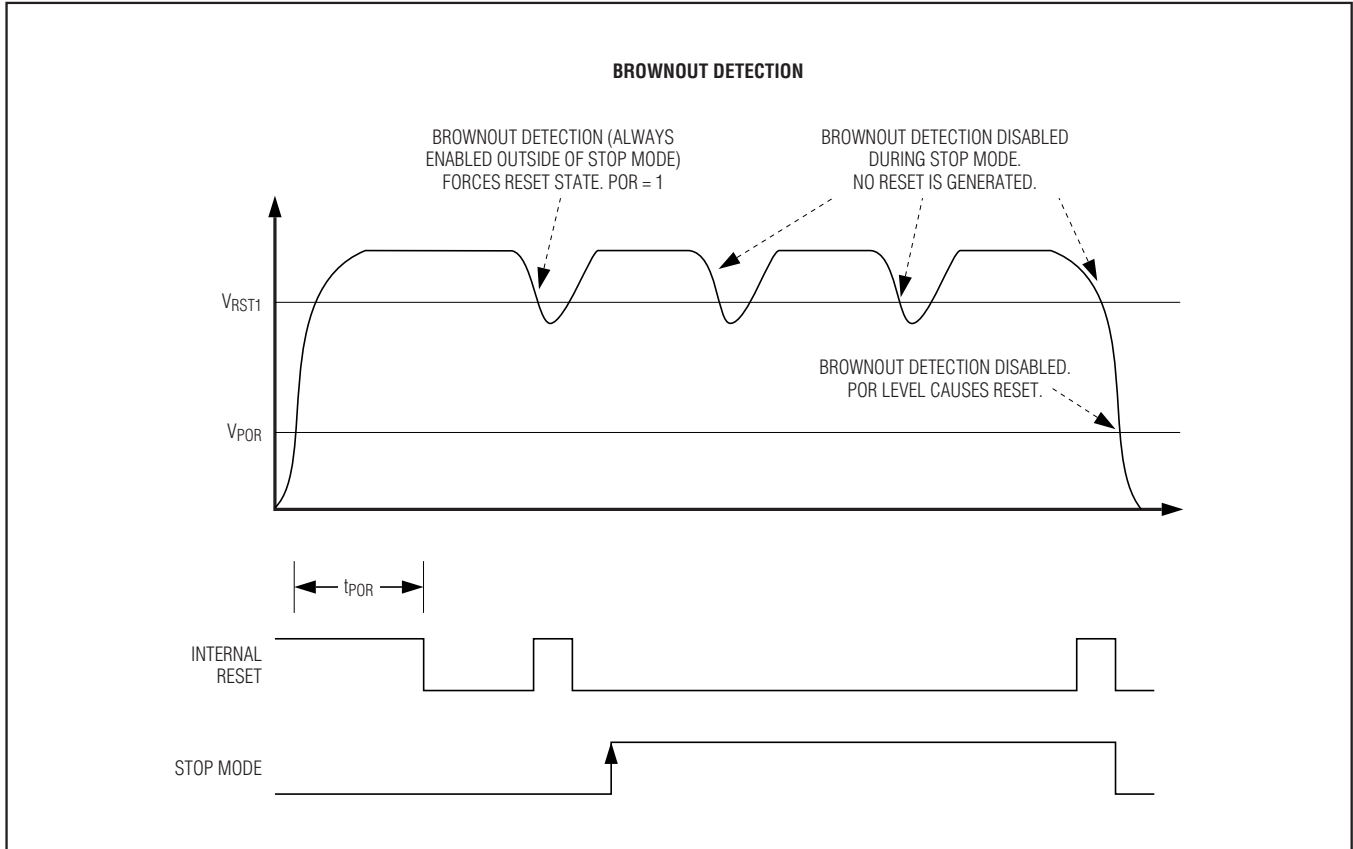 BROWNOUT DETECTION
BROWNOUT DETECTION (ALWAYS
ENABLED OUTSIDE OF STOP MODE)
FORCES RESET STATE. POR = 1
BROWNOUT DETECTION DISABLED
DURING STOP MODE.
NO RESET IS GENERATED.
VRST1
BROWNOUT DETECTION DISABLED.
POR LEVEL CAUSES RESET.
VPOR
tPOR
INTERNAL
RESET
STOP MODE